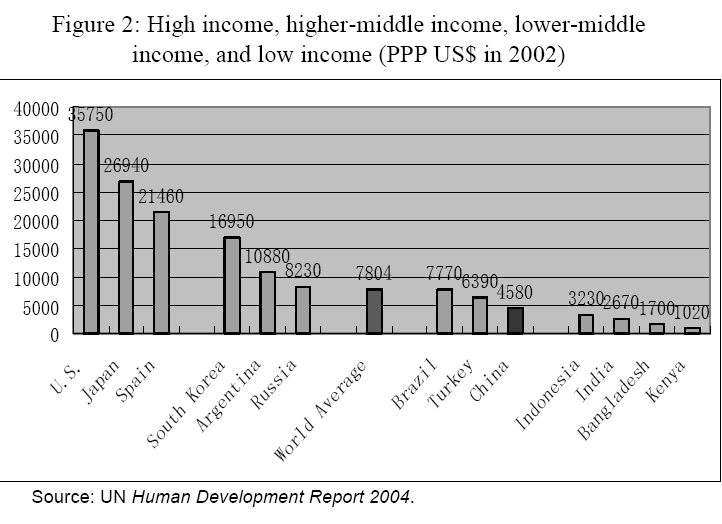 Figure 2: High income, higher-middle income, lower-middle
income, and low income (PPP US$ in 2002)
40000
35000
30000
25000
20000
15000
10000
5000
0
35750
26940
21460
16950
10880
8230
7804
7770
6390
4580
3230
2670
1700
1020
U.S.
Japan
Spain
South Korea
Argentina
Russia
World Average
Brazil
Turkey
China
Indonesia
India
Bangladesh
Kenya
Source: UN Human Development Report 2004.